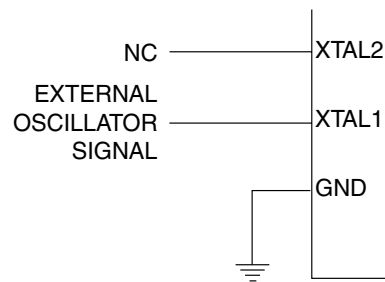 NC
XTAL2
EXTERNAL
OSCILLATOR
SIGNAL
XTAL1
GND